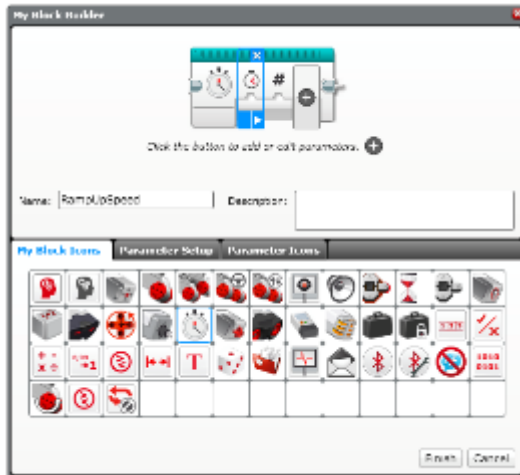 My Block Builder
#
Click the button to add or edit parameters.
Name: RampUpSpeed Description:
My Block Icons Parameter Setup Parameter Icons
T
Finish Cancel